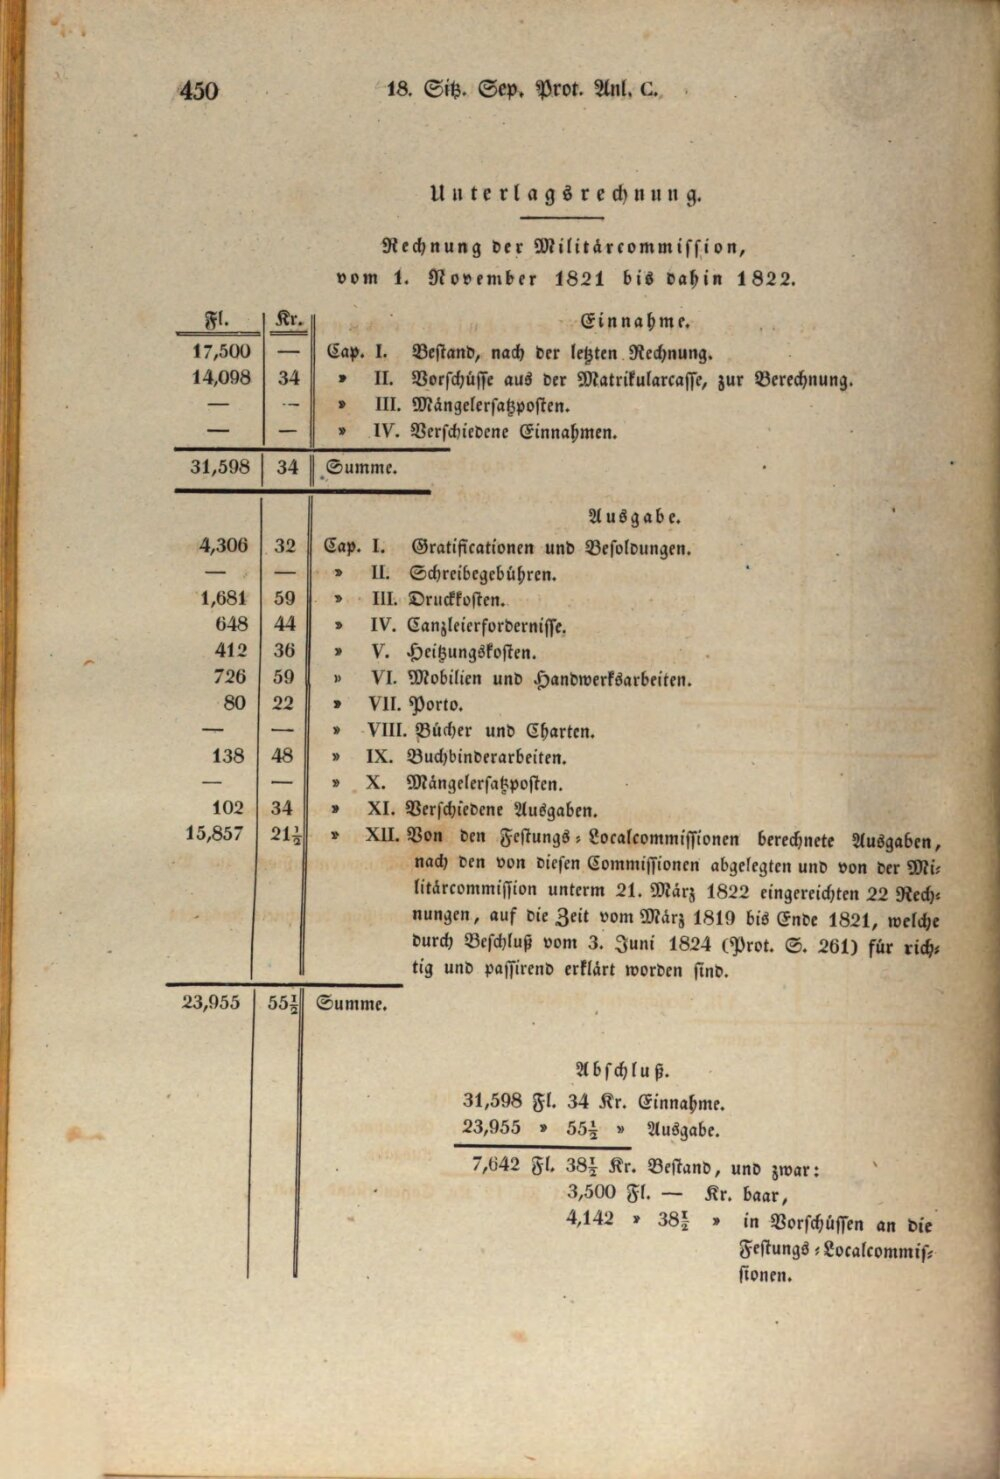 450 18. Sitz. Sep. Prot. Anl. C.
Unterlagsrechnung.
Rechnung der Militärcommission,
vom 1. November 1821 bis dahin 1822.
Fl. Kr. Einnahme.
17,500 — Cap. I. Bestand, nach der letzten Rechnung.
14,098 34 » II. Vorschüsse aus der Matrikularcasse, zur Berechnung.
— — » III. Mängelersatzposten.
— — » IV. Verschiedene Einnahmen.
31,598 34 Summe.
Ausgabe.
4,306 32 Cap. I. Gratificationen und Besoldungen.
— — » II. Schreibegebühren.
1,681 59 » III. Druckkosten.
648 44 » IV. Canzleierfordernisse.
412 36 » V. Heitzungskosten.
726 59 » VI. Mobilien und Handwerksarbeiten.
80 22 » VII. Porto.
— — » VIII. Bücher und Charten.
138 48 » IX. Buchbinderarbeiten.
— — » X. Mängelersatzposten.
102 34 » XI. Verschiedene Ausgaben.
15,857 21½ » XII. Von den Festungs-Localcommissionen berechnete Ausgaben,
nach den von diesen Commissionen abgelegten und von der Mi-
litärcommission unterm 21. März 1822 eingereichten 22 Rech-
nungen, auf die Zeit vom März 1819 bis Ende 1821, welche
durch Beschluß vom 3. Juni 1824 (Prot. S. 261) für rich-
tig und passirend erklärt worden sind.
23,955 55½ Summe.
Abschluß.
31,598 Fl. 34 Kr. Einnahme.
23,955 » 55½ » Ausgabe.
7,642 Fl. 38½ Kr. Bestand, und zwar:
3,500 Fl. — Kr. baar,
4,142 » 38½ » in Vorschüssen an die
Festungs-Localcommis-
sionen.